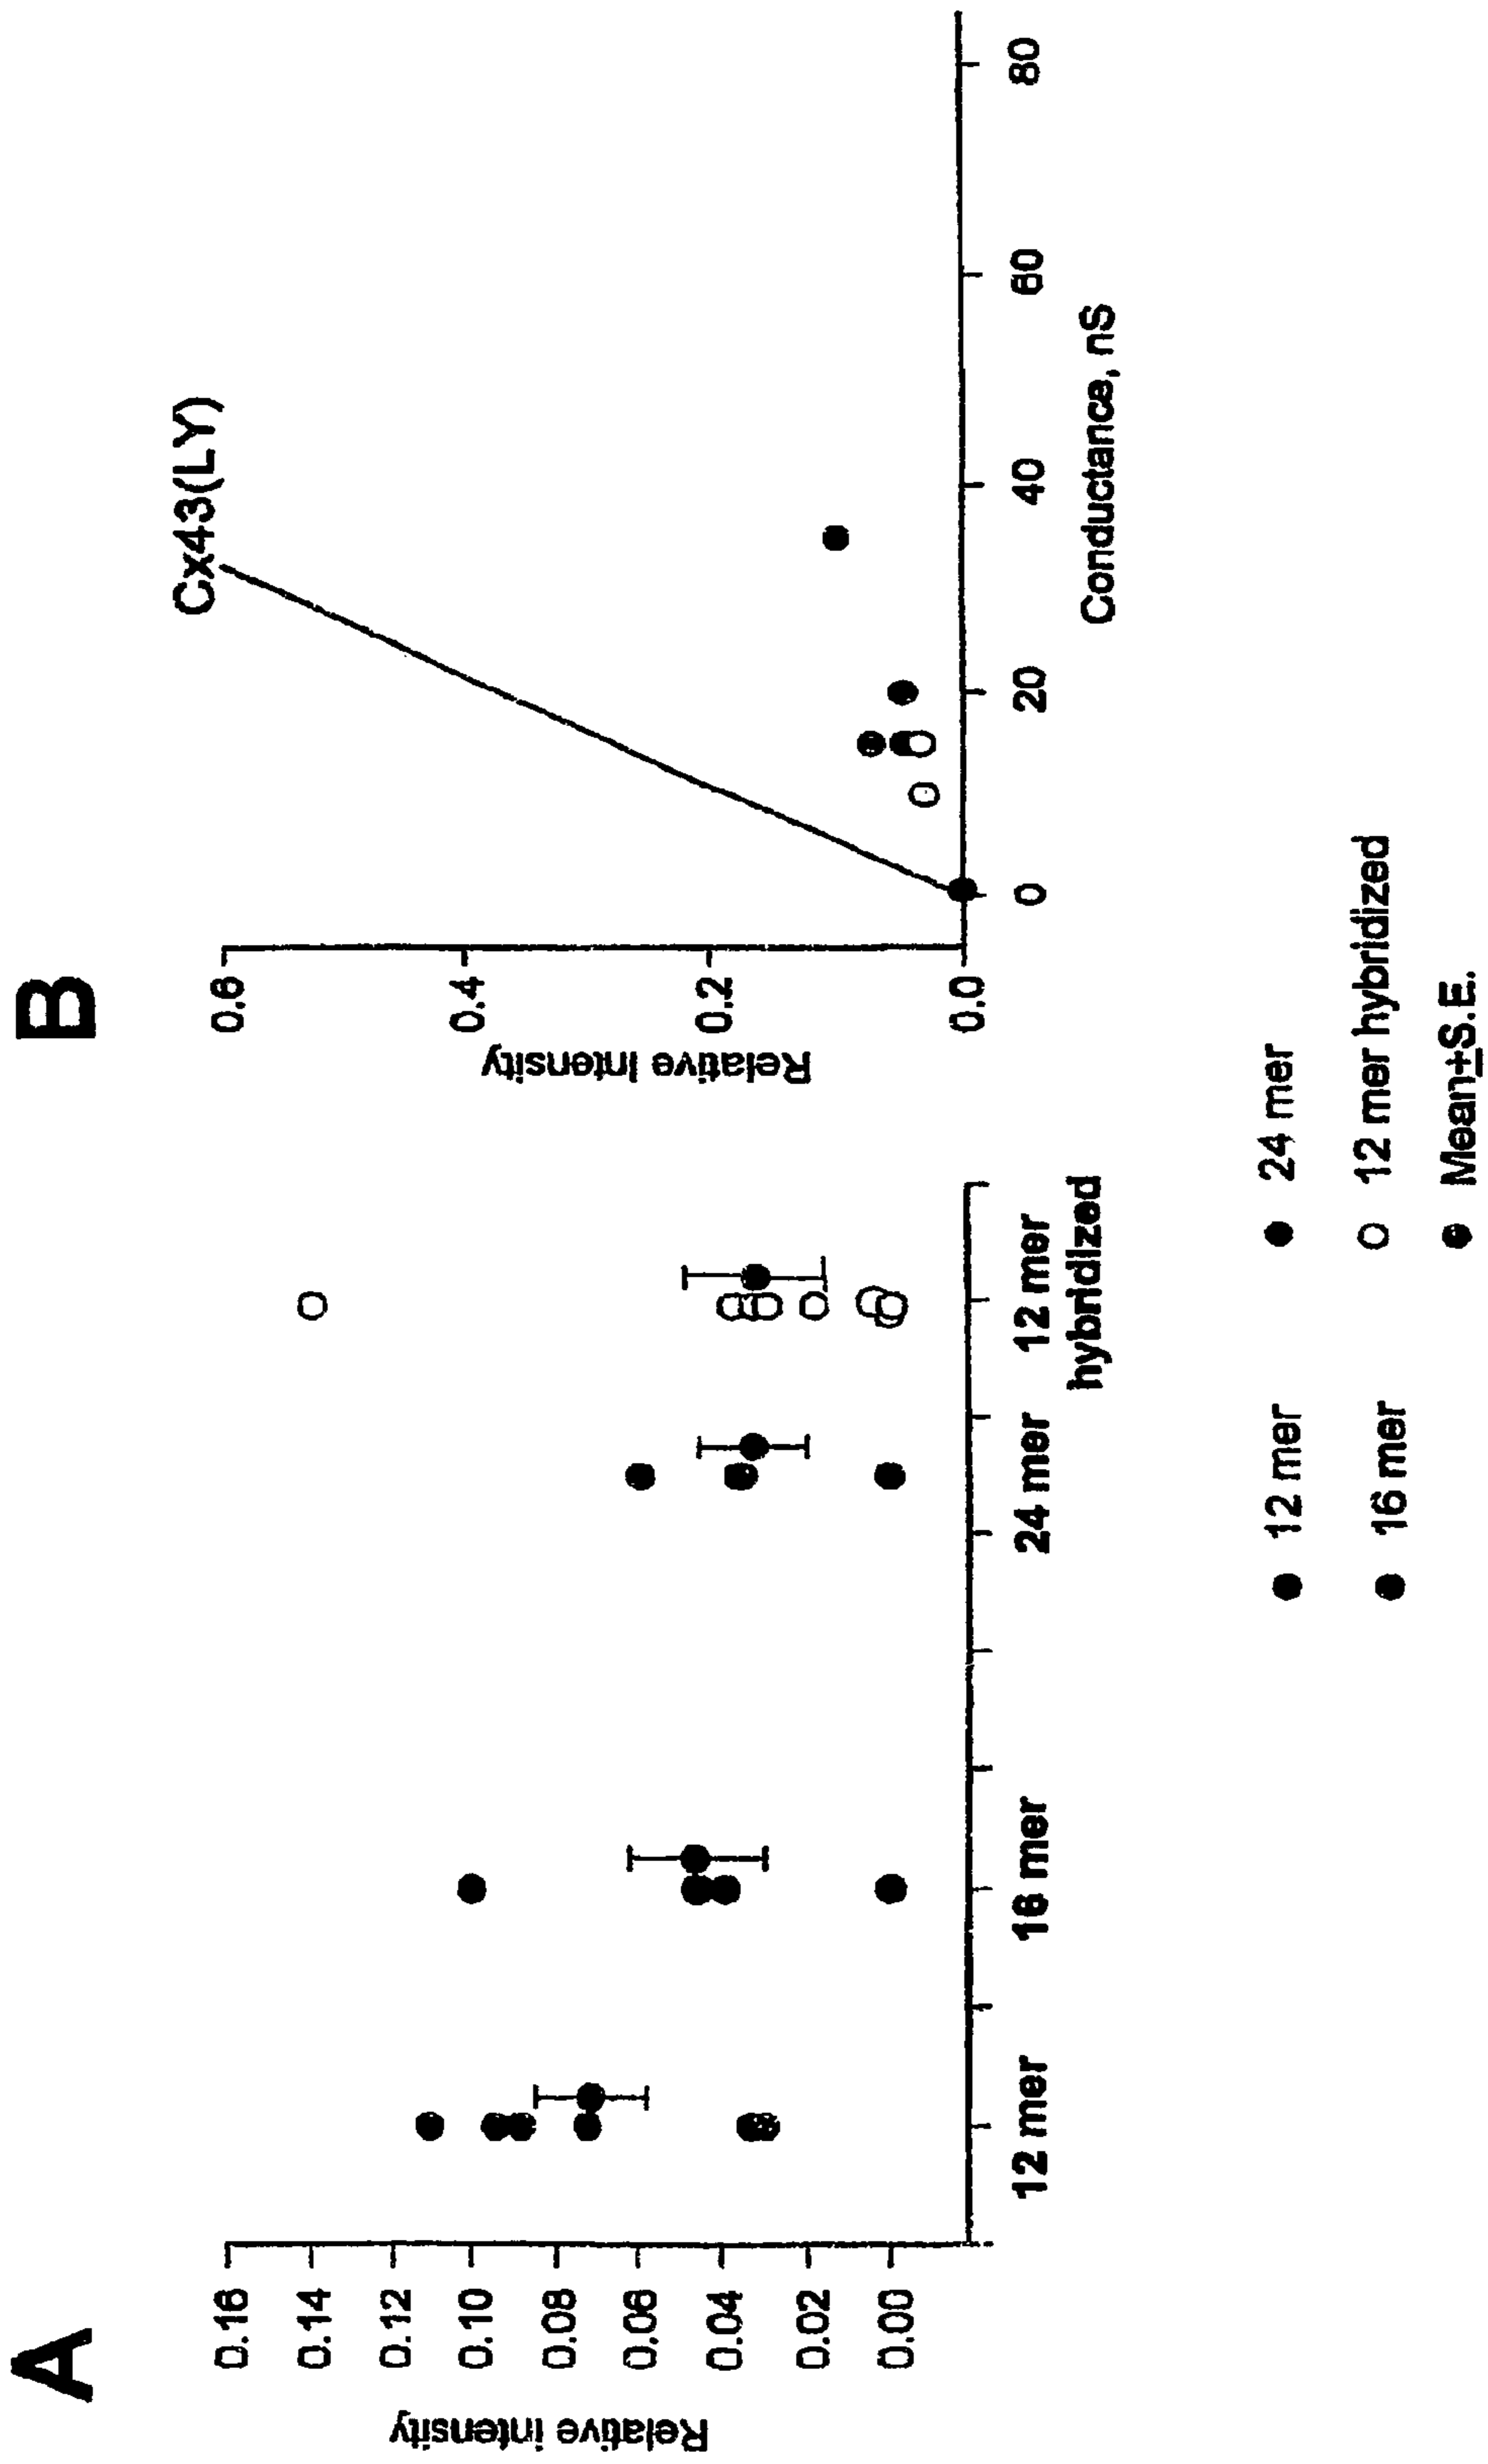 A
Relative intensity
0.16
0.14
0.12
0.10
0.08
0.06
0.04
0.02
0.00
12 mer
16 mer
24 mer
12 mer
hybridized
B
Cx43(LY)
Relative Intensity
0.6
0.4
0.2
0.0
0
20
40
60
80
Conductance, nS
12 mer
24 mer
16 mer
12 mer hybridized
Mean±S.E.